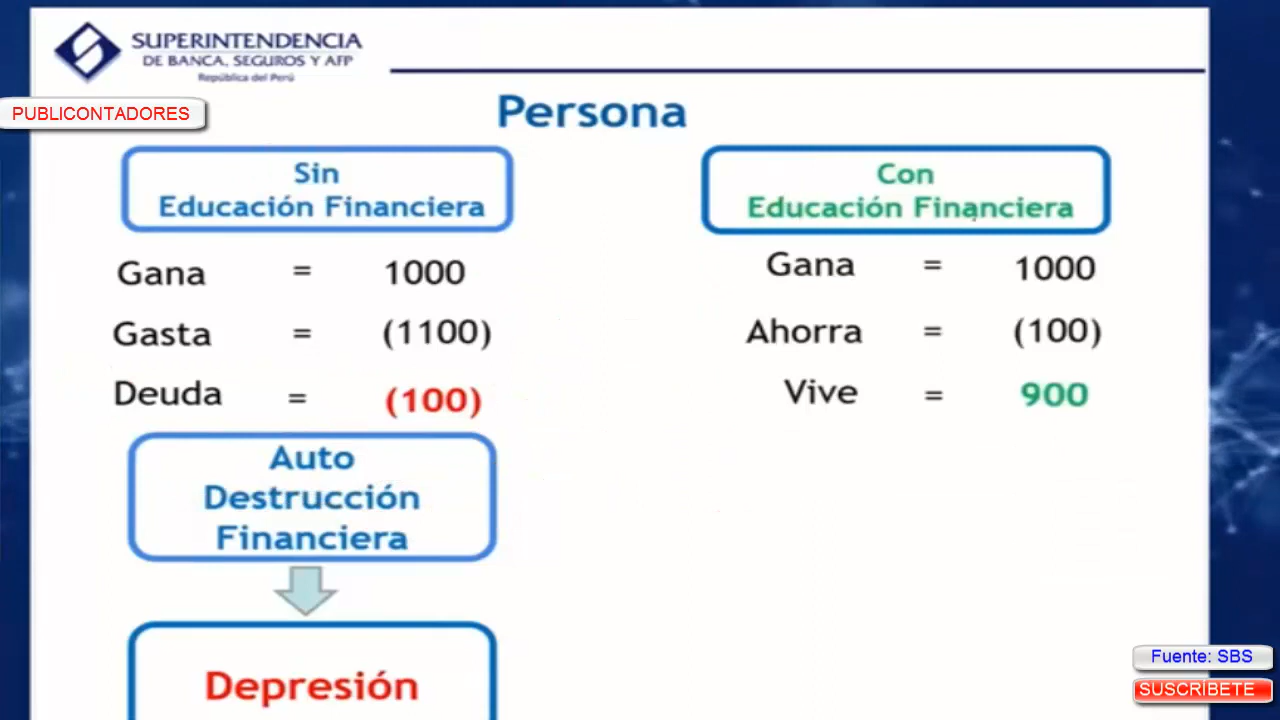 SUPERINTENDENCIA
DE BANCA, SEGUROS Y AFP
República del Perú
PUBLICONTADORES
Persona
Sin
Educación Financiera
Gana = 1000
Gasta = (1100)
Deuda = (100)
Auto
Destrucción
Financiera
Depresión
Con
Educación Financiera
Gana = 1000
Ahorra = (100)
Vive = 900
Fuente: SBS
SUSCRÍBETE